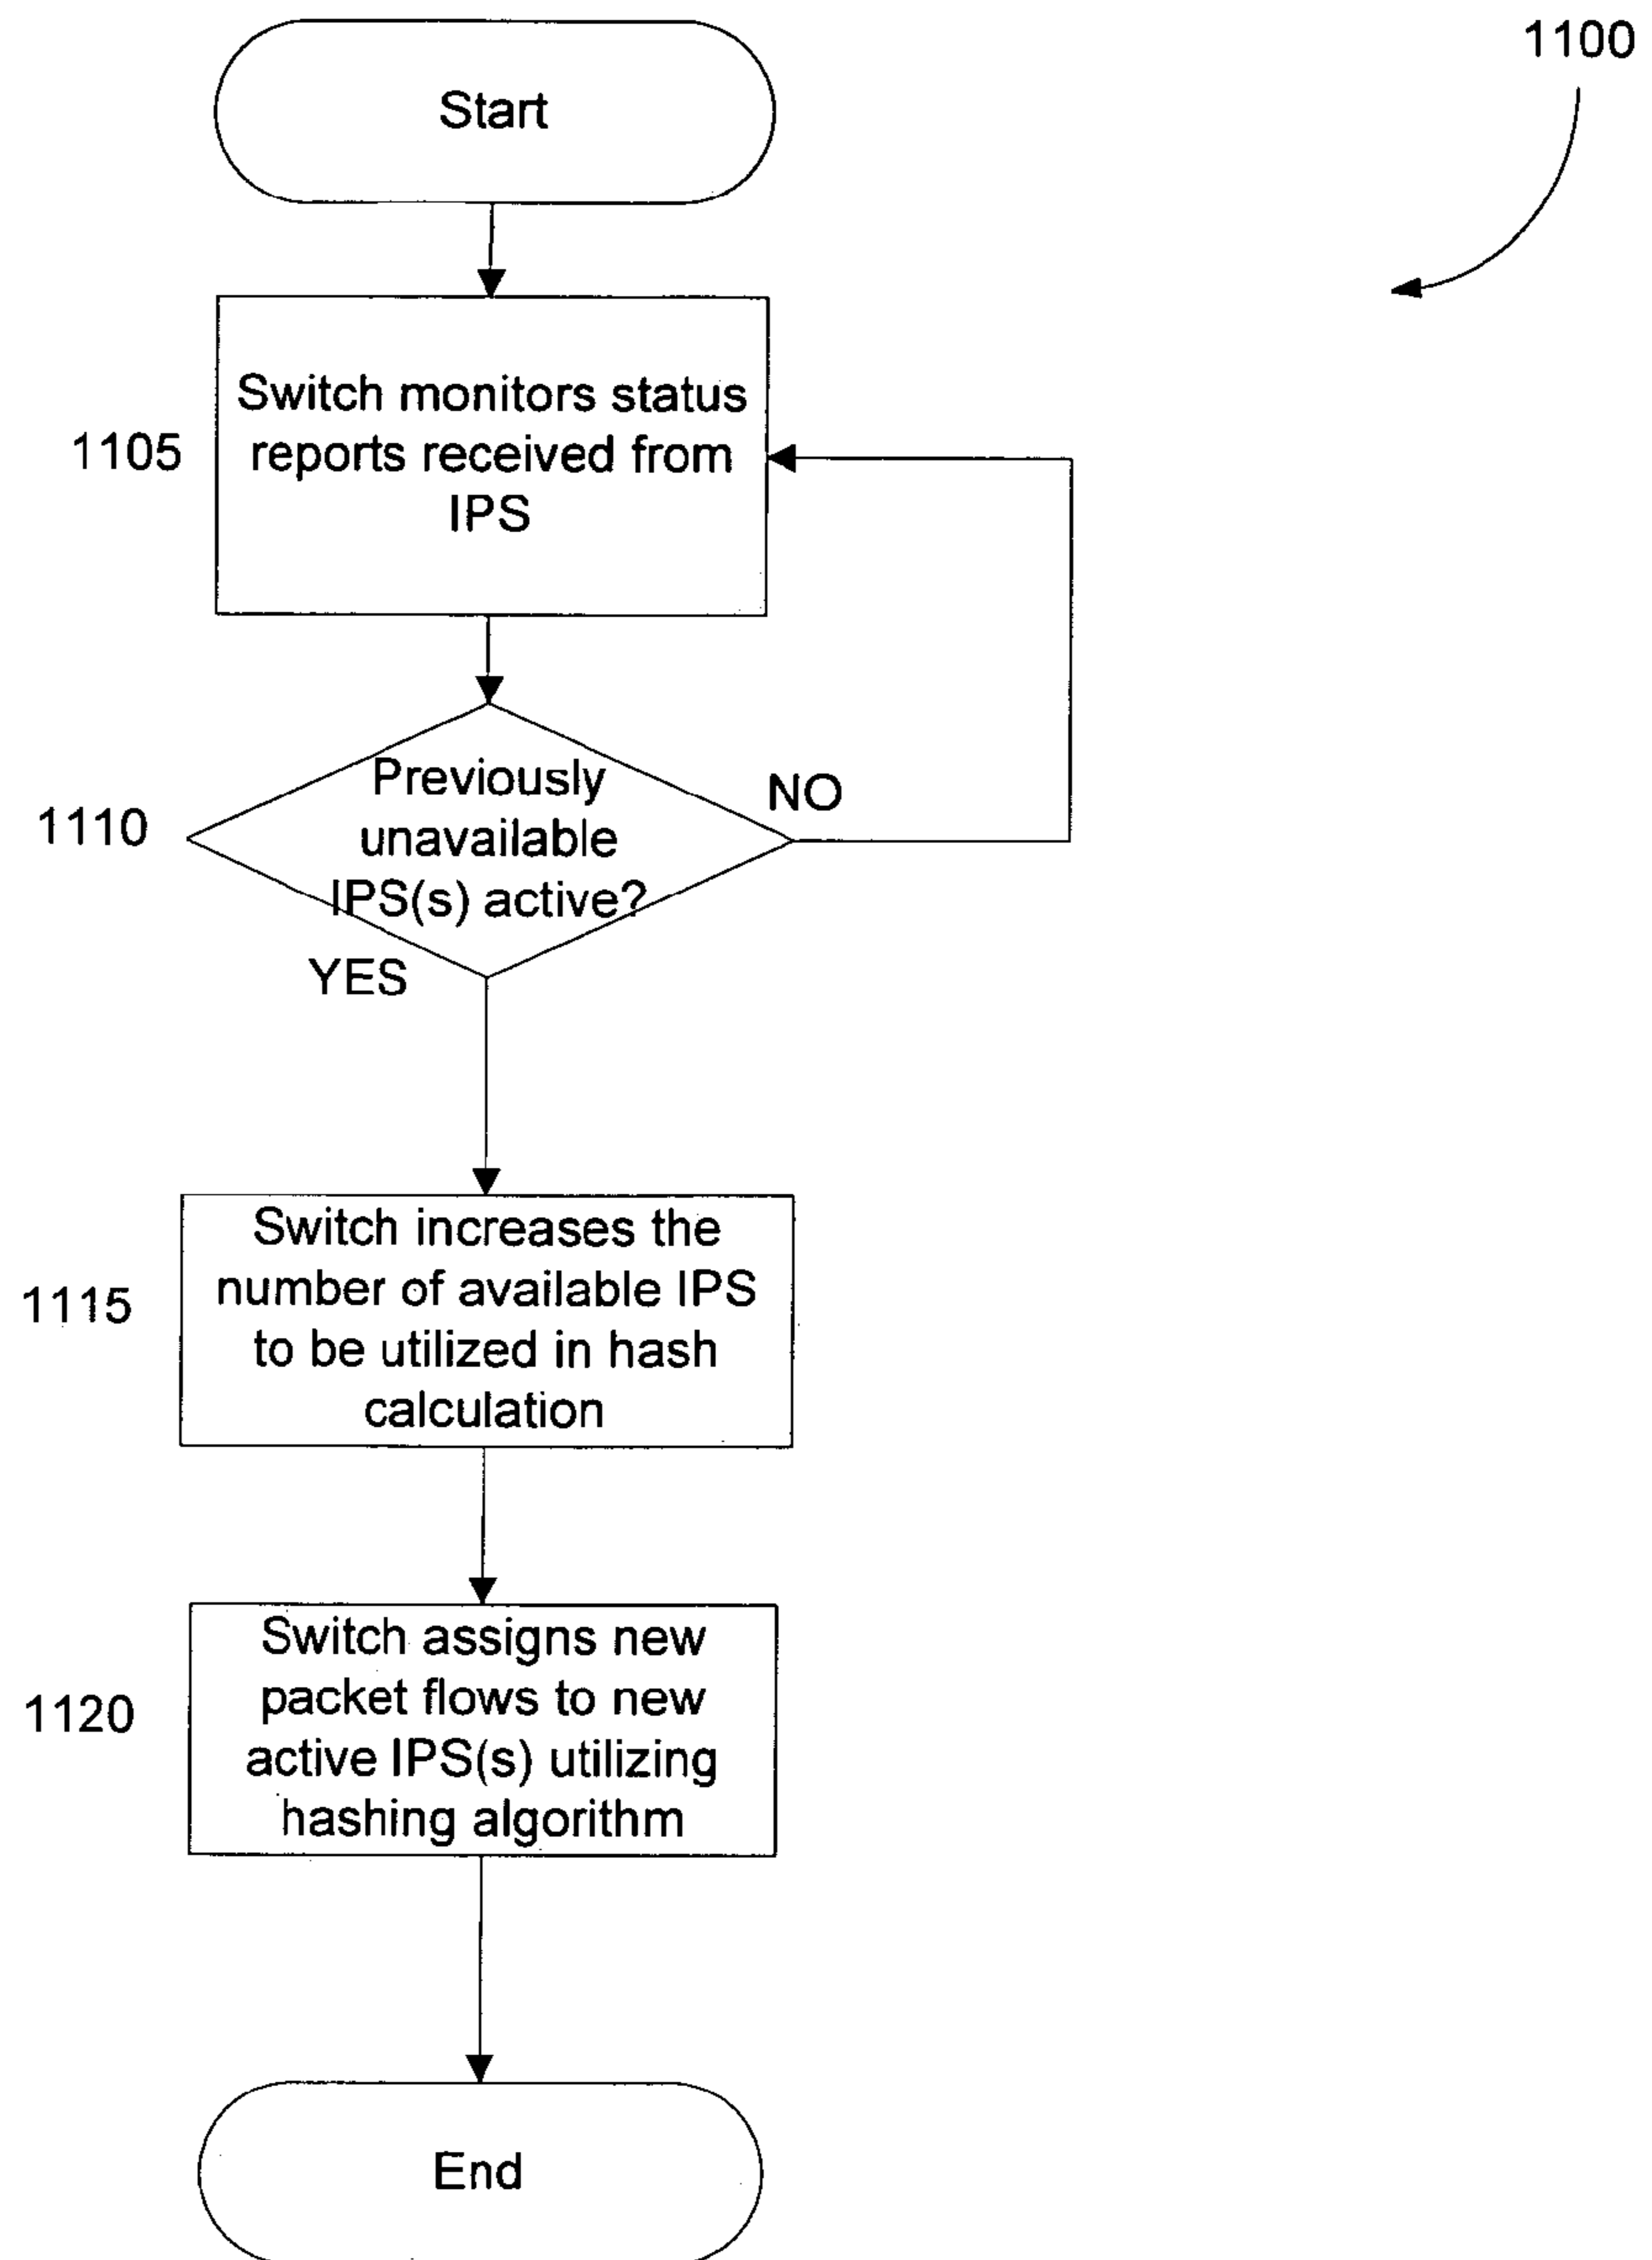 1100
Start
1105
Switch monitors status
reports received from
IPS
1110
Previously
unavailable
IPS(s) active?
NO
YES
1115
Switch increases the
number of available IPS
to be utilized in hash
calculation
1120
Switch assigns new
packet flows to new
active IPS(s) utilizing
hashing algorithm
End